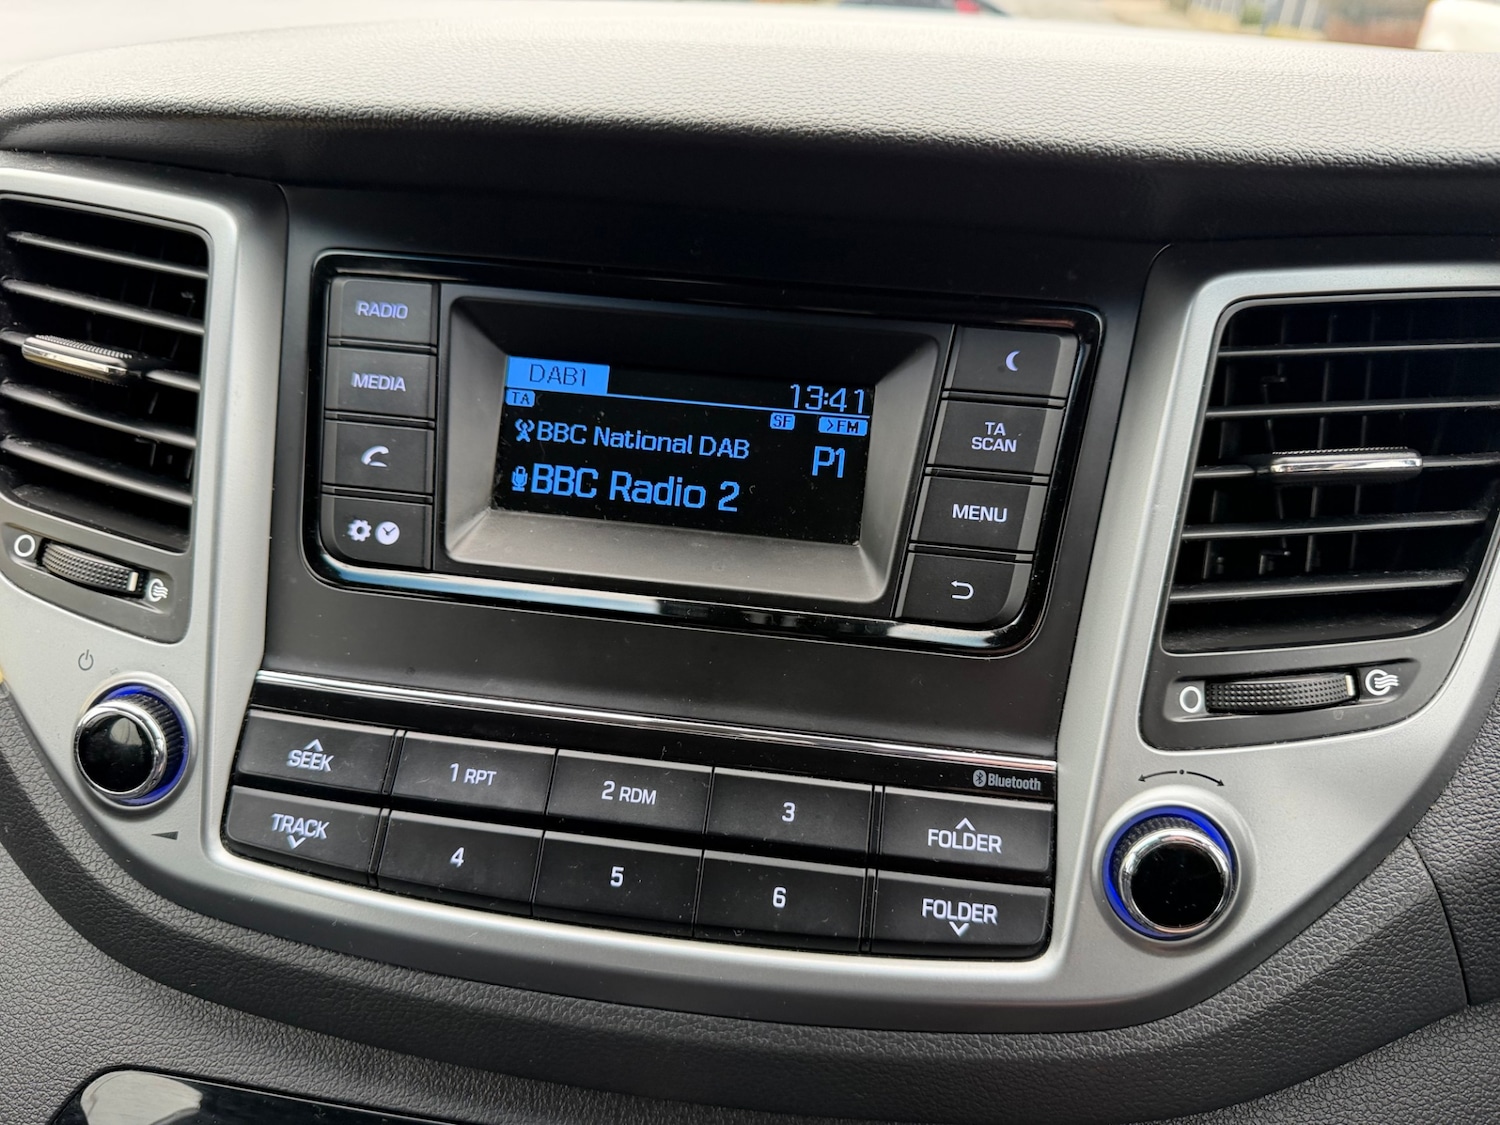 RADIO
MEDIA
DAB1
13:41
TA
SF
>FM
BBC National DAB
P1
BBC Radio 2
TA
SCAN
MENU
SEEK
TRACK
1 RPT
2 RDM
3
4
5
6
Bluetooth
FOLDER
FOLDER